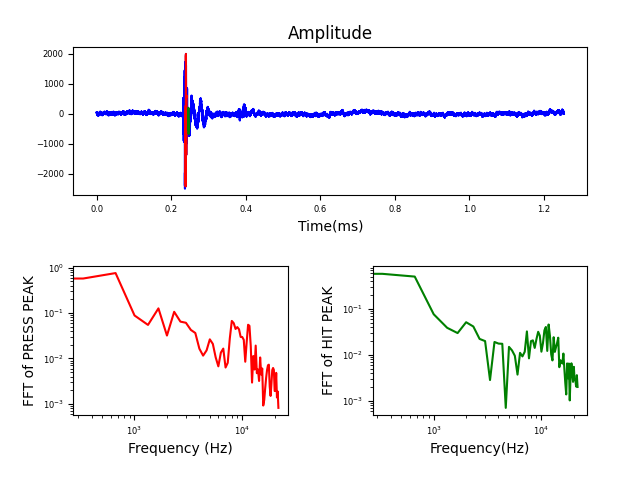 Amplitude
2000
1000
0
−1000
−2000
0.0 0.2 0.4 0.6 0.8 1.0 1.2
Time(ms)
FFT of PRESS PEAK
10⁰
10⁻¹
10⁻²
10⁻³
10³ 10⁴
Frequency (Hz)
FFT of HIT PEAK
10⁻¹
10⁻²
10⁻³
10³ 10⁴
Frequency(Hz)